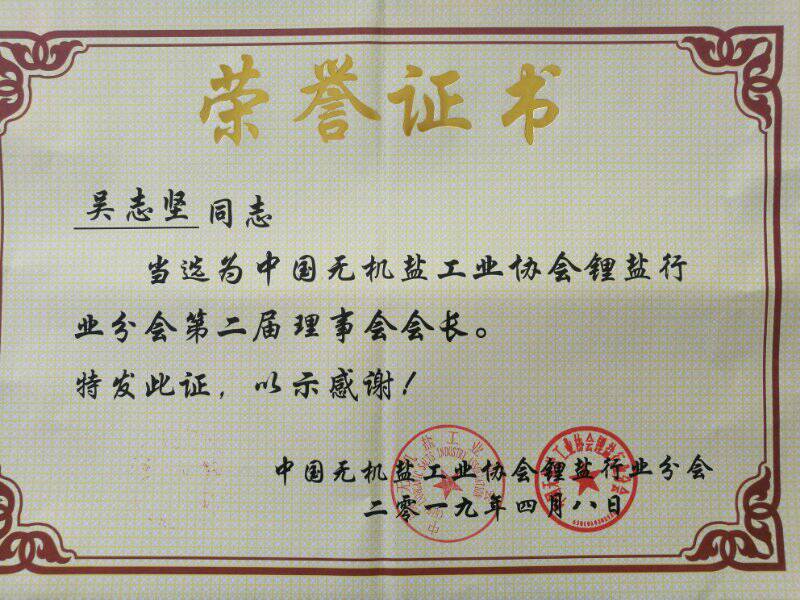 荣誉证书
吴志坚 同志
当选为中国无机盐工业协会锂盐行
业分会第二届理事会会长。
特发此证，以示感谢！
中国无机盐工业协会锂盐行业分会
二零一九年四月八日